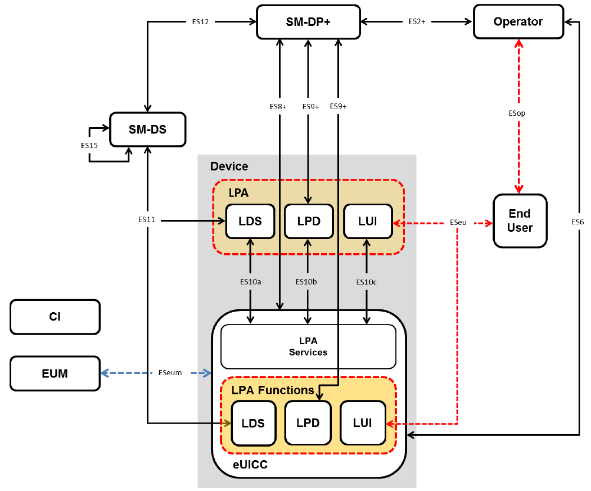 ES12
SM-DP+
ES2+
Operator
ES8+
ES9+
ES9+
ESop
SM-DS
ES15
Device
LPA
ES11
LDS
LPD
LUI
ESeu
End
User
ES6
ES10a
ES10b
ES10c
CI
LPA
Services
EUM
ESeum
LPA Functions
LDS
LPD
LUI
eUICC